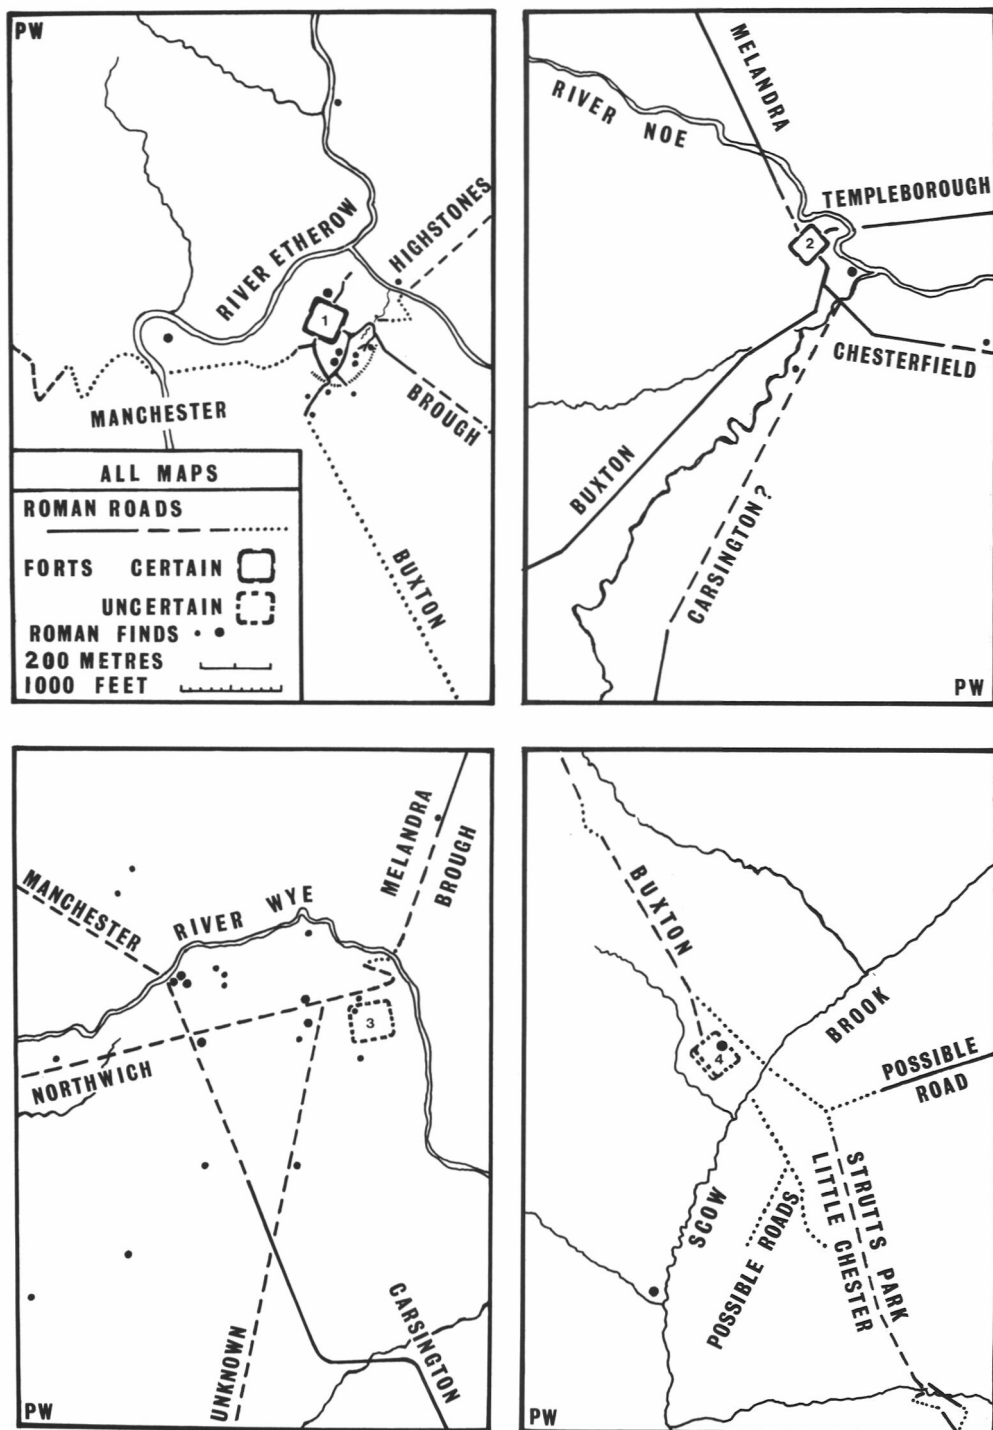 PW
RIVER ETHEROW
HIGHSTONES
1
MANCHESTER
BROUGH
BUXTON
ALL MAPS
ROMAN ROADS
FORTS CERTAIN
UNCERTAIN
ROMAN FINDS
200 METRES
1000 FEET
MELANDRA
RIVER NOE
TEMPLEBOROUGH
2
CHESTERFIELD
BUXTON
CARSINGTON?
PW
MELANDRA
BROUGH
MANCHESTER
RIVER WYE
3
NORTHWICH
CARSINGTON
UNKNOWN
PW
BUXTON
BROOK
4
POSSIBLE
ROAD
SCOW
POSSIBLE ROADS
STRUTTS PARK
LITTLE CHESTER
PW